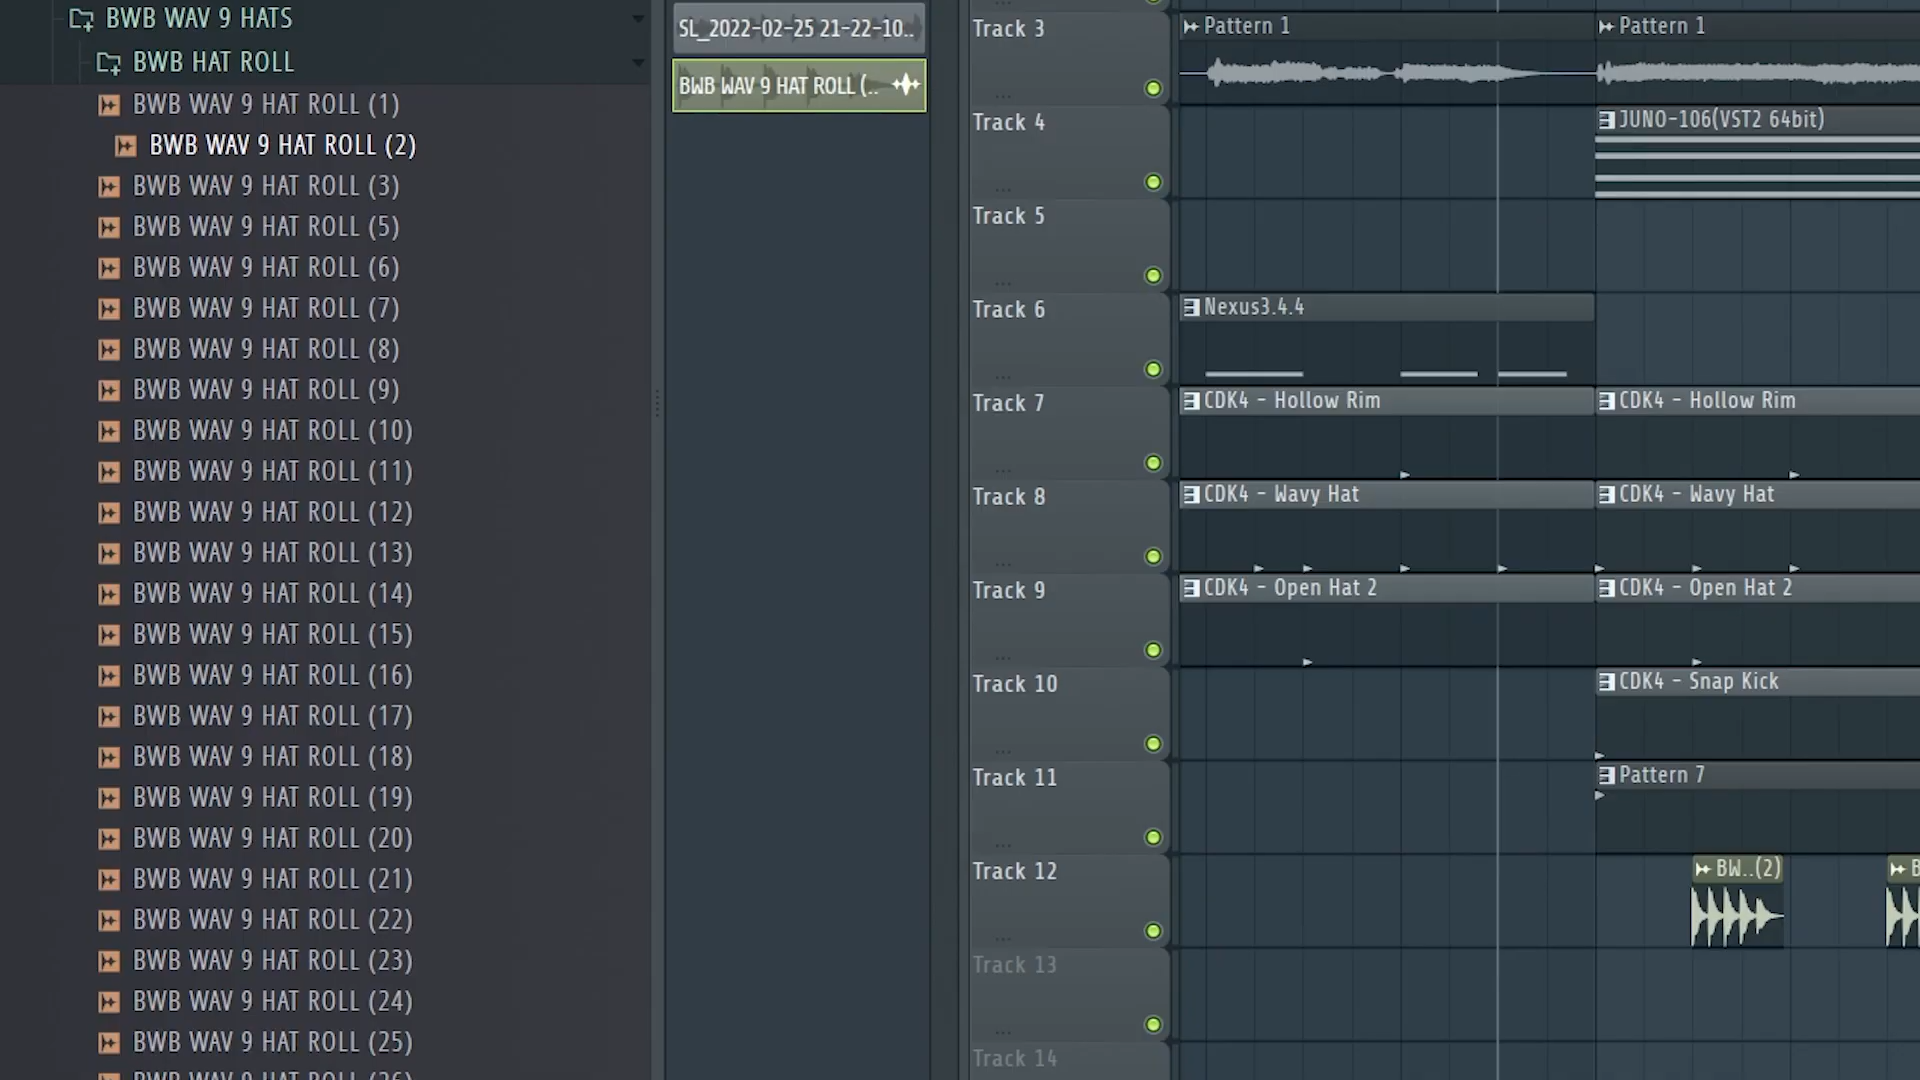 BWB WAV 9 HATS
BWB HAT ROLL
BWB WAV 9 HAT ROLL (1)
BWB WAV 9 HAT ROLL (2)
BWB WAV 9 HAT ROLL (3)
BWB WAV 9 HAT ROLL (5)
BWB WAV 9 HAT ROLL (6)
BWB WAV 9 HAT ROLL (7)
BWB WAV 9 HAT ROLL (8)
BWB WAV 9 HAT ROLL (9)
BWB WAV 9 HAT ROLL (10)
BWB WAV 9 HAT ROLL (11)
BWB WAV 9 HAT ROLL (12)
BWB WAV 9 HAT ROLL (13)
BWB WAV 9 HAT ROLL (14)
BWB WAV 9 HAT ROLL (15)
BWB WAV 9 HAT ROLL (16)
BWB WAV 9 HAT ROLL (17)
BWB WAV 9 HAT ROLL (18)
BWB WAV 9 HAT ROLL (19)
BWB WAV 9 HAT ROLL (20)
BWB WAV 9 HAT ROLL (21)
BWB WAV 9 HAT ROLL (22)
BWB WAV 9 HAT ROLL (23)
BWB WAV 9 HAT ROLL (24)
BWB WAV 9 HAT ROLL (25)
BWB WAV 9 HAT ROLL (26)
SL_2022-02-25 21-22-10..
BWB WAV 9 HAT ROLL (..
Track 3
Pattern 1
Pattern 1
Track 4
JUNO-106(VST2 64bit)
Track 5
Track 6
Nexus3.4.4
Track 7
CDK4 - Hollow Rim
CDK4 - Hollow Rim
Track 8
CDK4 - Wavy Hat
CDK4 - Wavy Hat
Track 9
CDK4 - Open Hat 2
CDK4 - Open Hat 2
Track 10
CDK4 - Snap Kick
Track 11
Pattern 7
Track 12
BW..(2)
Track 13
Track 14